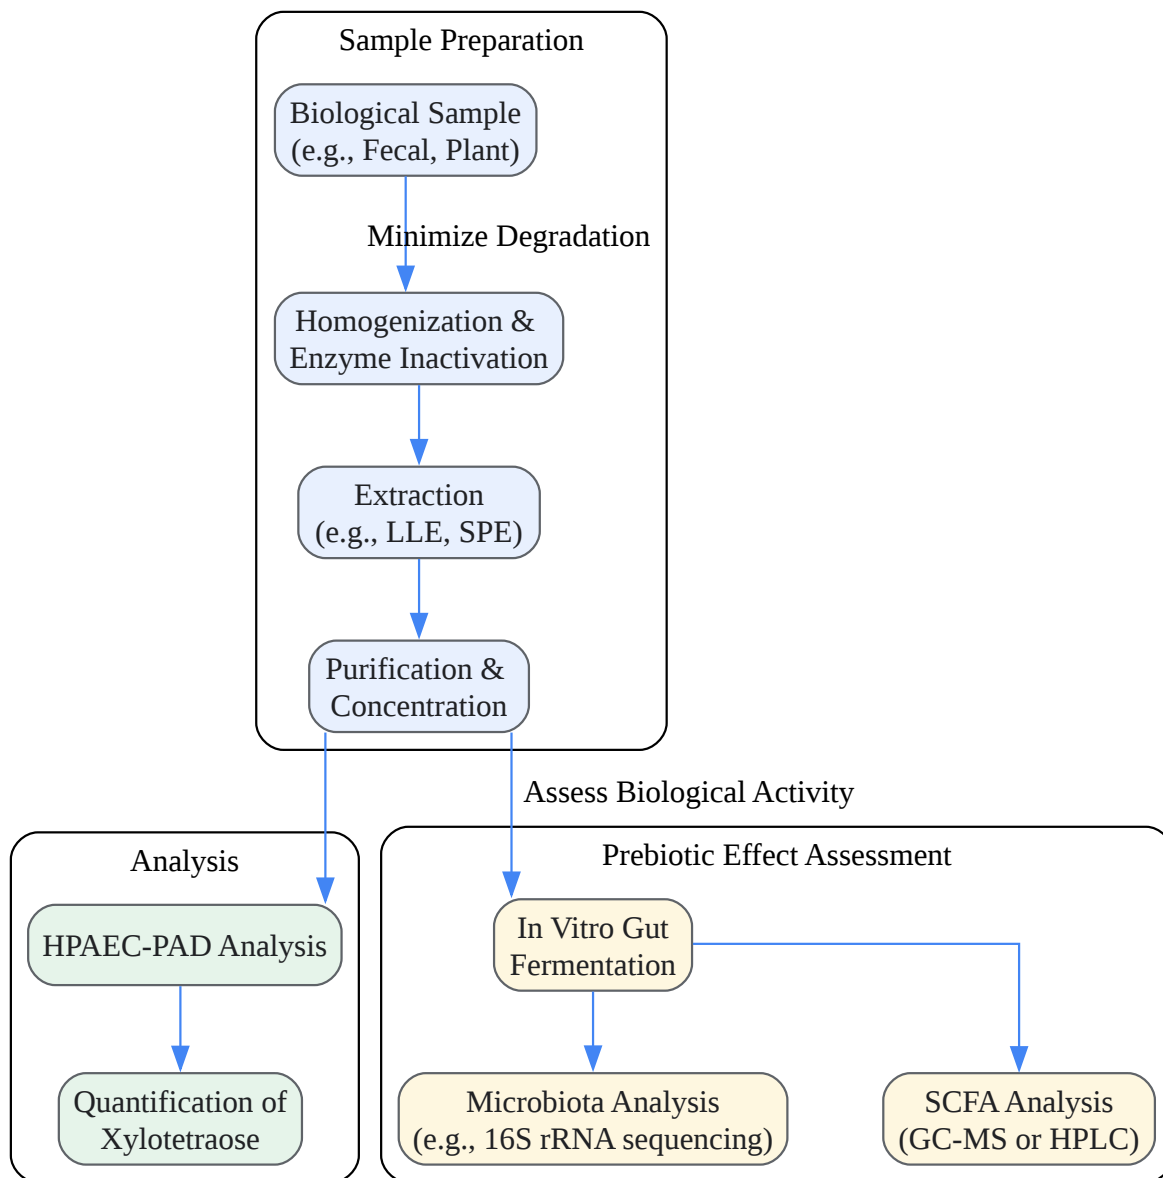 Sample Preparation
Biological Sample
(e.g., Fecal, Plant)
Minimize Degradation
Homogenization &
Enzyme Inactivation
Extraction
(e.g., LLE, SPE)
Purification &
Concentration
Assess Biological Activity
Analysis
HPAEC-PAD Analysis
Quantification of
Xylotetraose
Prebiotic Effect Assessment
In Vitro Gut
Fermentation
Microbiota Analysis
(e.g., 16S rRNA sequencing)
SCFA Analysis
(GC-MS or HPLC)